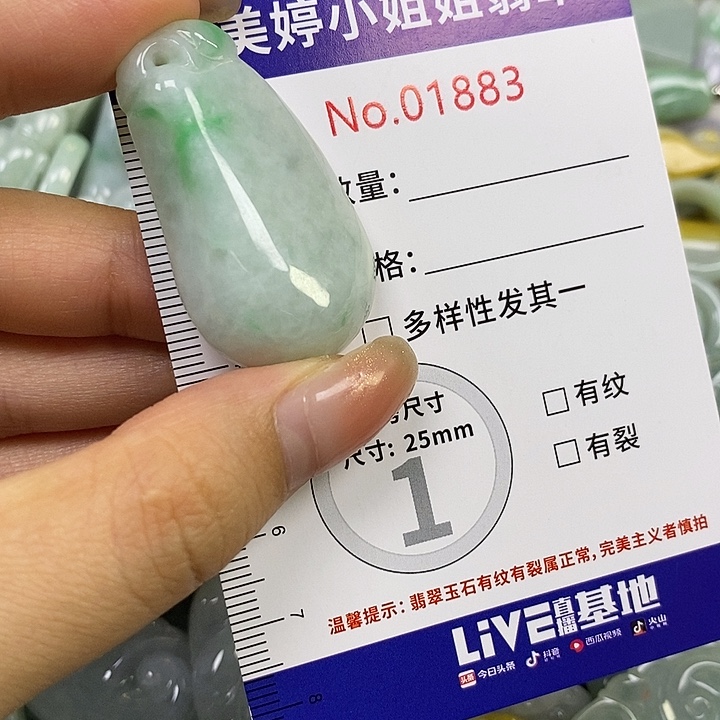 美婷小姐姐翡翠
No.01883
数量：
格：
多样性发其一
有纹
有裂
尺寸
尺寸: 25mm
1
温馨提示：翡翠玉石有纹有裂属正常，完美主义者慎拍
LiVE直播基地
头条 今日头条 抖音 西瓜视频 火山
6
7
8